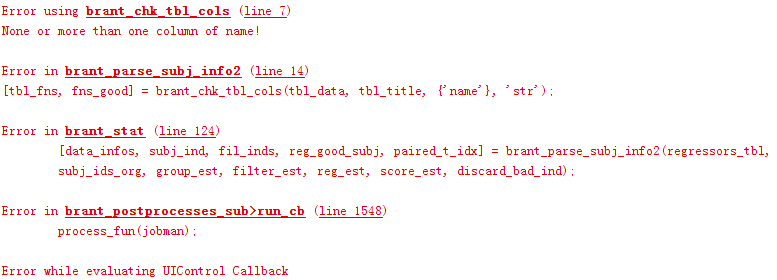 Error using brant_chk_tbl_cols (line 7)
None or more than one column of name!
Error in brant_parse_subj_info2 (line 14)
[tbl_fns, fns_good] = brant_chk_tbl_cols(tbl_data, tbl_title, {'name'}, 'str');
Error in brant_stat (line 124)
[data_infos, subj_ind, fil_inds, reg_good_subj, paired_t_idx] = brant_parse_subj_info2(regressors_tbl,
subj_ids_org, group_est, filter_est, reg_est, score_est, discard_bad_ind);
Error in brant_postprocesses_sub>run_cb (line 1548)
process_fun(jobman);
Error while evaluating UIControl Callback